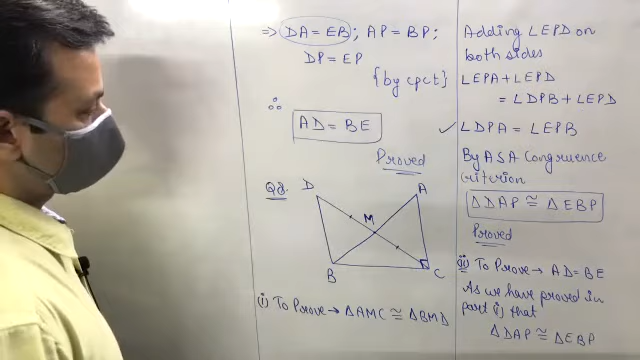 ⇒ DA = EB ; AP = BP ;
DP = EP
{by cpct}
∴ AD = BE
Proved
Q8.
D
A
M
B
C
(i) To Prove → ΔAMC ≅ ΔBMD
Adding ∠EPD on
both sides
∠EPA + ∠EPD
= ∠DPB + ∠EPD
✓ ∠DPA = ∠EPB
By ASA Congruence
criterion
ΔDAP ≅ ΔEBP
Proved
(ii) To Prove → AD = BE
As we have proved in
part (i) that
ΔDAP ≅ ΔEBP